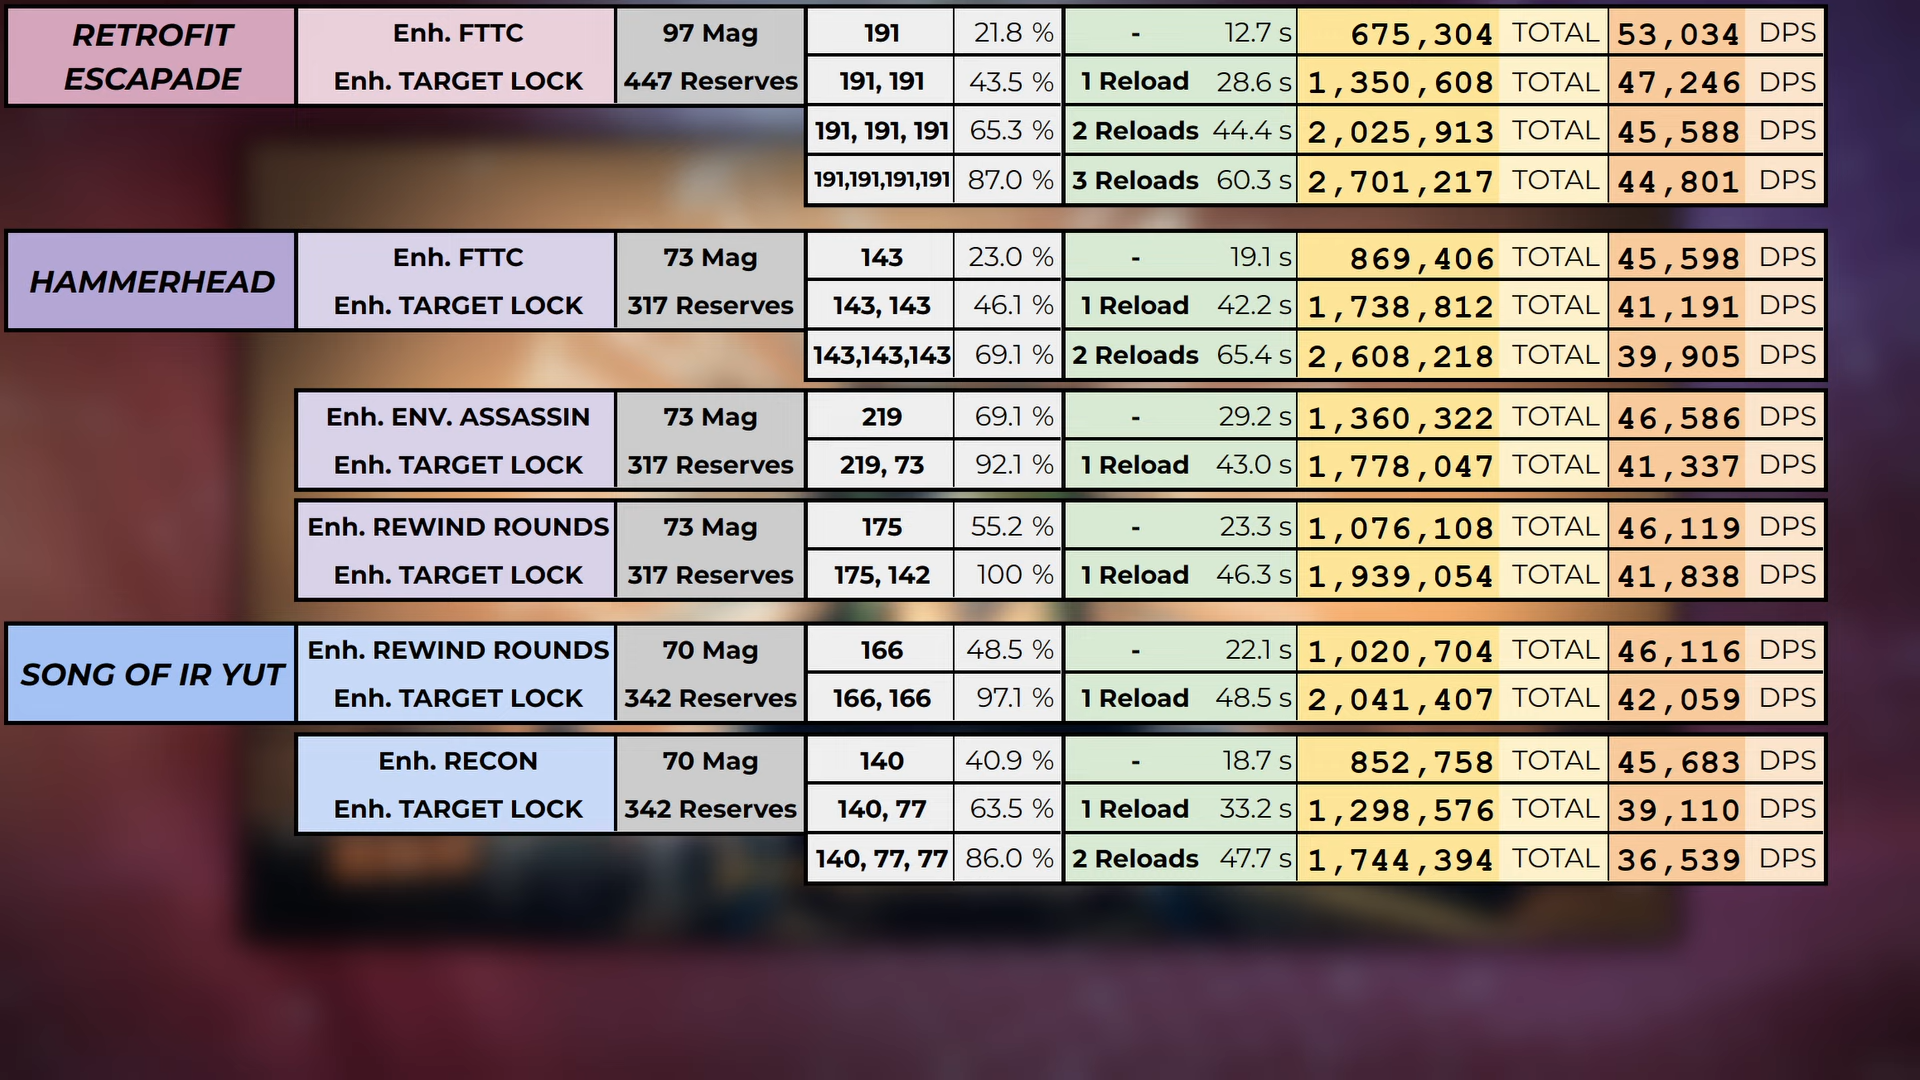 RETROFIT
ESCAPADE
Enh. FTTC
Enh. TARGET LOCK
97 Mag
447 Reserves
191 21.8 % - 12.7 s 675,304 TOTAL 53,034 DPS
191, 191 43.5 % 1 Reload 28.6 s 1,350,608 TOTAL 47,246 DPS
191, 191, 191 65.3 % 2 Reloads 44.4 s 2,025,913 TOTAL 45,588 DPS
191,191,191,191 87.0 % 3 Reloads 60.3 s 2,701,217 TOTAL 44,801 DPS
HAMMERHEAD
Enh. FTTC
Enh. TARGET LOCK
73 Mag
317 Reserves
143 23.0 % - 19.1 s 869,406 TOTAL 45,598 DPS
143, 143 46.1 % 1 Reload 42.2 s 1,738,812 TOTAL 41,191 DPS
143,143,143 69.1 % 2 Reloads 65.4 s 2,608,218 TOTAL 39,905 DPS
Enh. ENV. ASSASSIN
Enh. TARGET LOCK
73 Mag
317 Reserves
219 69.1 % - 29.2 s 1,360,322 TOTAL 46,586 DPS
219, 73 92.1 % 1 Reload 43.0 s 1,778,047 TOTAL 41,337 DPS
Enh. REWIND ROUNDS
Enh. TARGET LOCK
73 Mag
317 Reserves
175 55.2 % - 23.3 s 1,076,108 TOTAL 46,119 DPS
175, 142 100 % 1 Reload 46.3 s 1,939,054 TOTAL 41,838 DPS
SONG OF IR YUT
Enh. REWIND ROUNDS
Enh. TARGET LOCK
70 Mag
342 Reserves
166 48.5 % - 22.1 s 1,020,704 TOTAL 46,116 DPS
166, 166 97.1 % 1 Reload 48.5 s 2,041,407 TOTAL 42,059 DPS
Enh. RECON
Enh. TARGET LOCK
70 Mag
342 Reserves
140 40.9 % - 18.7 s 852,758 TOTAL 45,683 DPS
140, 77 63.5 % 1 Reload 33.2 s 1,298,576 TOTAL 39,110 DPS
140, 77, 77 86.0 % 2 Reloads 47.7 s 1,744,394 TOTAL 36,539 DPS